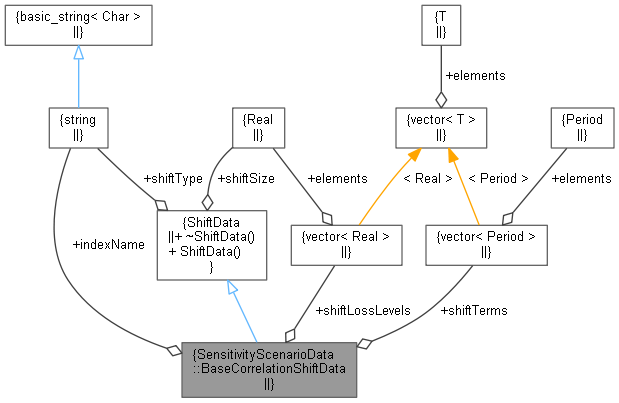 {basic_string< Char >
||}
{T
||}
+elements
{string
||}
{Real
||}
{vector< T >
||}
{Period
||}
+shiftType
+shiftSize
+elements
< Real >
< Period >
+elements
+indexName
{ShiftData
||+ ~ShiftData()
+ ShiftData()
}
{vector< Real >
||}
{vector< Period >
||}
+shiftLossLevels
+shiftTerms
{SensitivityScenarioData
::BaseCorrelationShiftData
||}